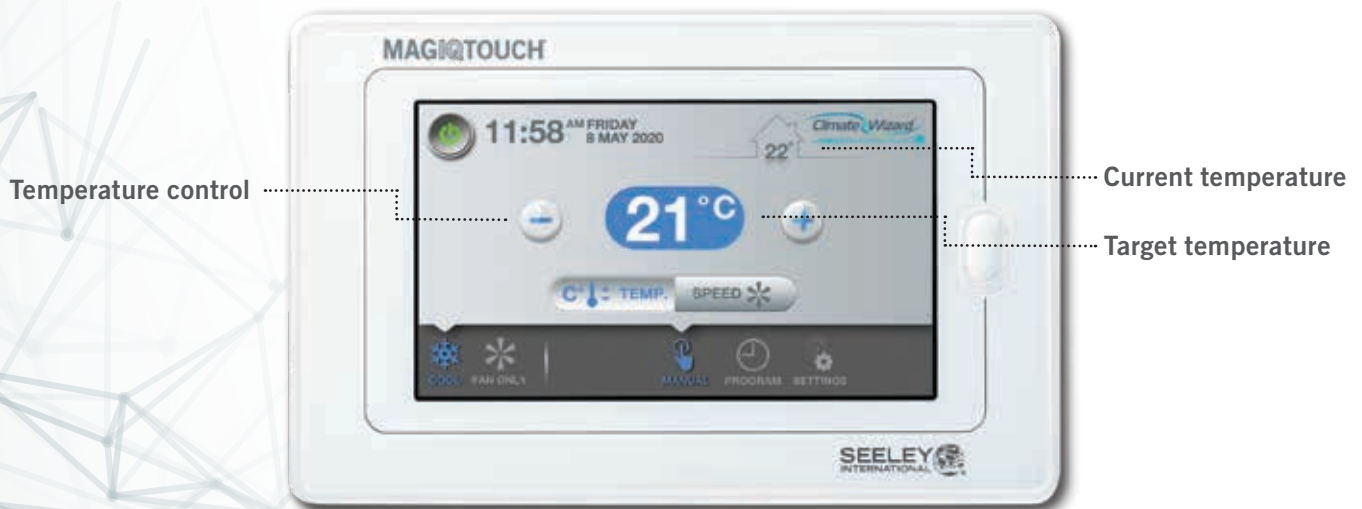 MAGIQTOUCH
11:58 AM FRIDAY
8 MAY 2020
Climate Wizard
22°
Temperature control
Current temperature
21°C
Target temperature
C° TEMP. SPEED
COOL FAN ONLY MANUAL PROGRAM SETTINGS
SEELEY
INTERNATIONAL